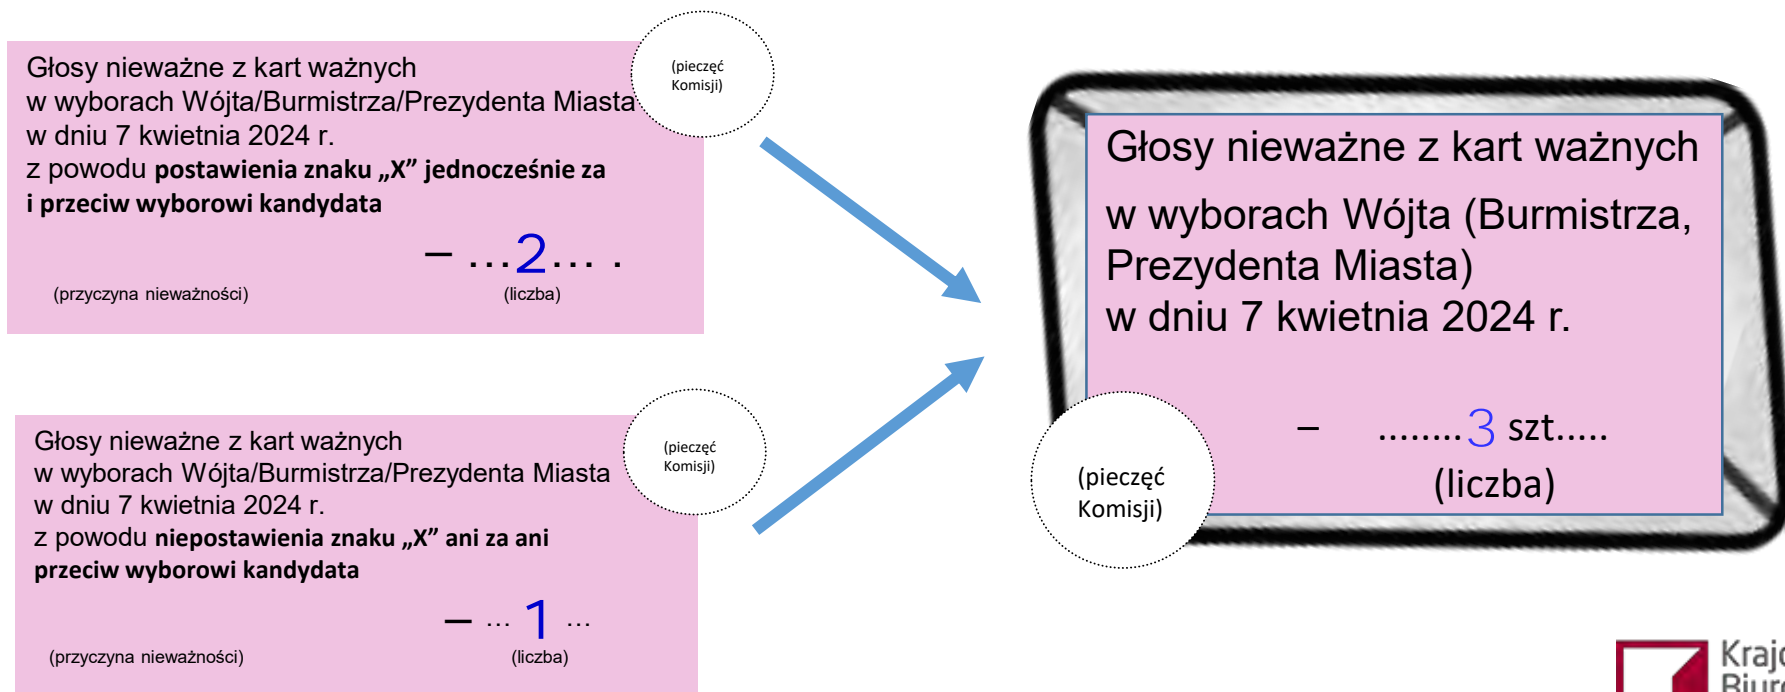 Głosy nieważne z kart ważnych
w wyborach Wójta/Burmistrza/Prezydenta Miasta
w dniu 7 kwietnia 2024 r.
z powodu postawienia znaku „X” jednocześnie za
i przeciw wyborowi kandydata
– ...2... .
(przyczyna nieważności) (liczba)
(pieczęć
Komisji)
Głosy nieważne z kart ważnych
w wyborach Wójta/Burmistrza/Prezydenta Miasta
w dniu 7 kwietnia 2024 r.
z powodu niepostawienia znaku „X” ani za ani
przeciw wyborowi kandydata
– ... 1 ...
(przyczyna nieważności) (liczba)
(pieczęć
Komisji)
Głosy nieważne z kart ważnych
w wyborach Wójta (Burmistrza,
Prezydenta Miasta)
w dniu 7 kwietnia 2024 r.
– ........3 szt.....
(liczba)
(pieczęć
Komisji)